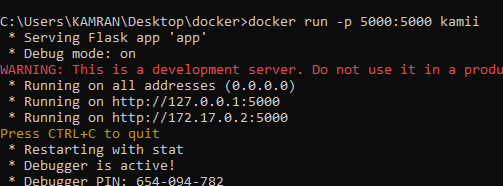 C:\Users\KAMRAN\Desktop\docker>docker run -p 5000:5000 kamii
* Serving Flask app 'app'
* Debug mode: on
WARNING: This is a development server. Do not use it in a produ
* Running on all addresses (0.0.0.0)
* Running on http://127.0.0.1:5000
* Running on http://172.17.0.2:5000
Press CTRL+C to quit
* Restarting with stat
* Debugger is active!
* Debugger PIN: 654-094-782